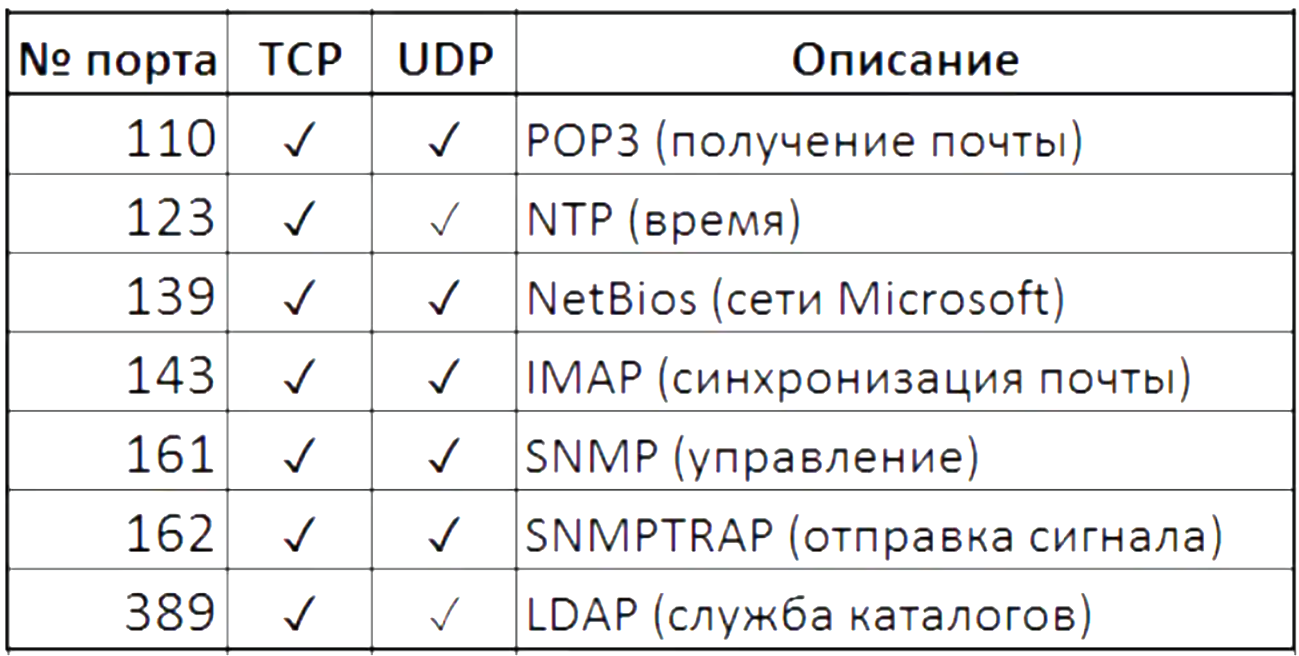 № порта TCP UDP Описание
110 ✓ ✓ POP3 (получение почты)
123 ✓ ✓ NTP (время)
139 ✓ ✓ NetBios (сети Microsoft)
143 ✓ ✓ IMAP (синхронизация почты)
161 ✓ ✓ SNMP (управление)
162 ✓ ✓ SNMPTRAP (отправка сигнала)
389 ✓ ✓ LDAP (служба каталогов)